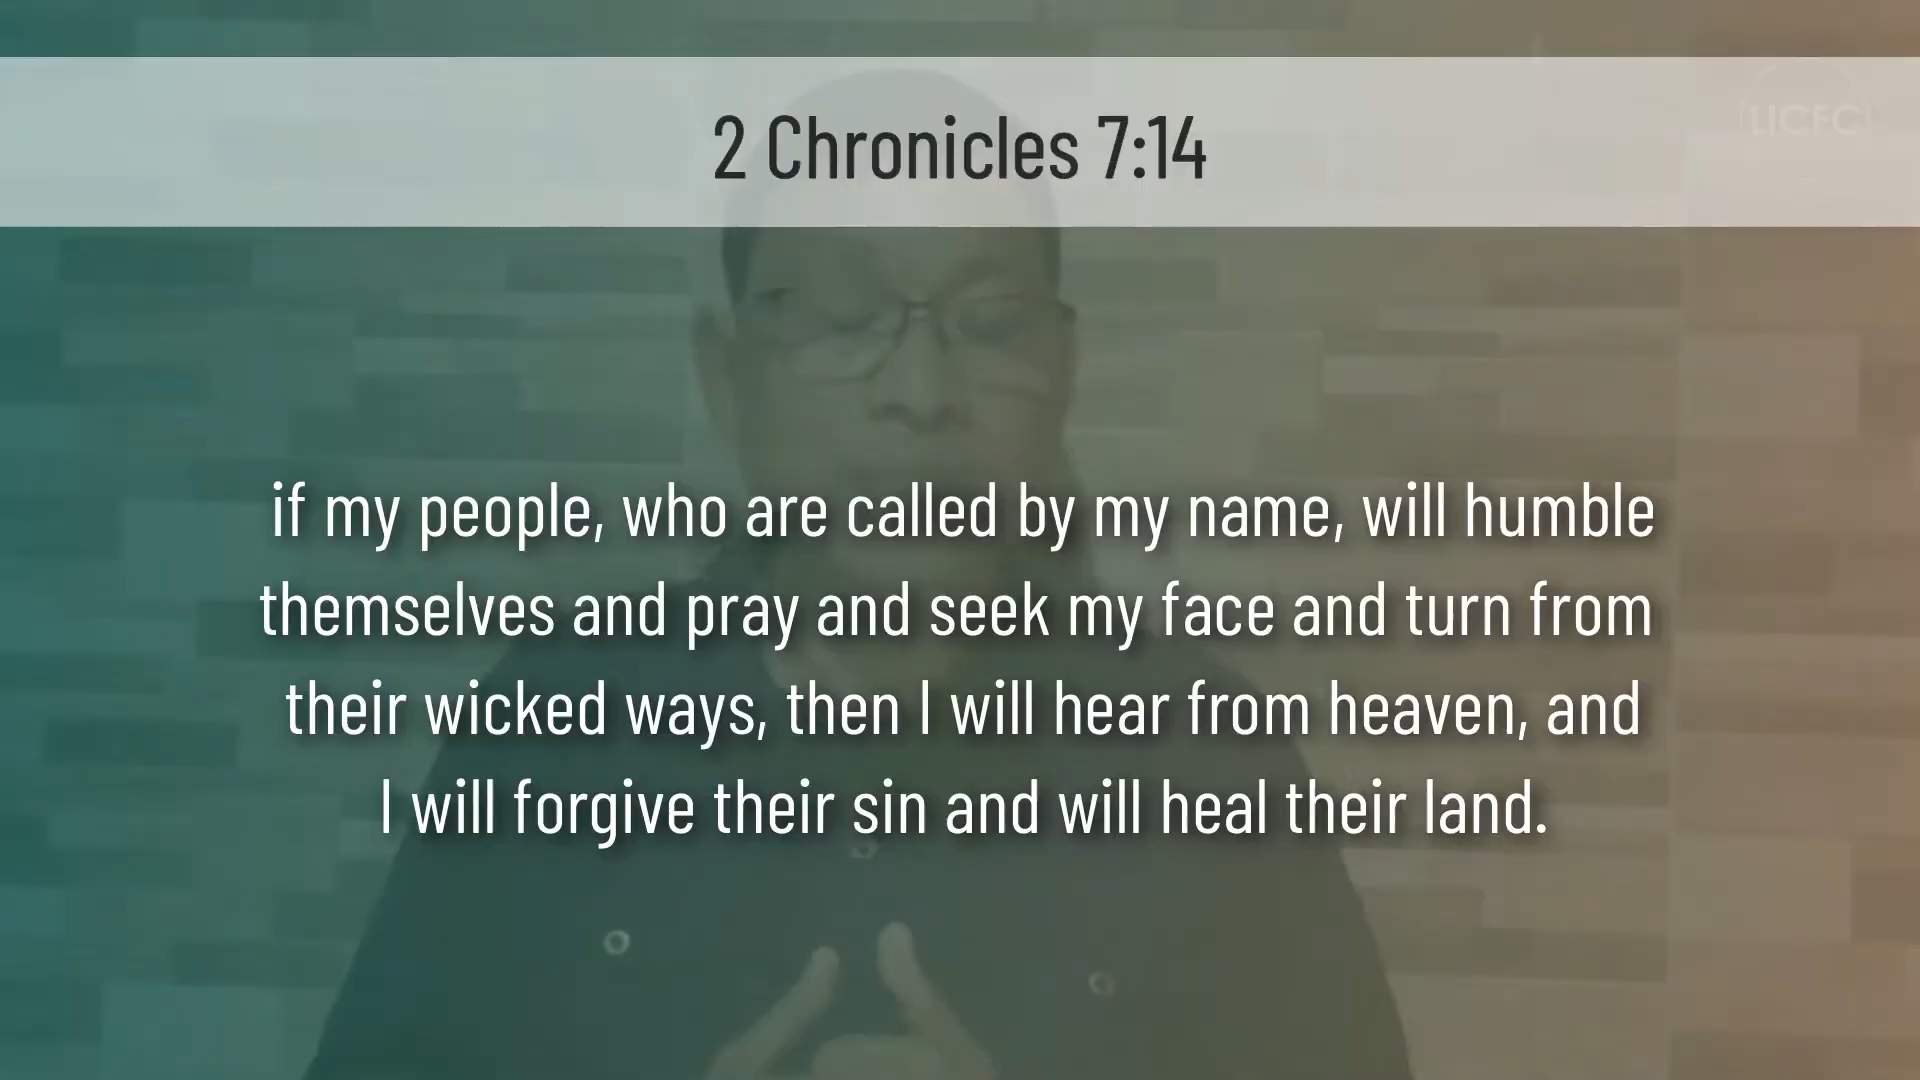 LICFC
2 Chronicles 7:14
if my people, who are called by my name, will humble
themselves and pray and seek my face and turn from
their wicked ways, then I will hear from heaven, and
I will forgive their sin and will heal their land.